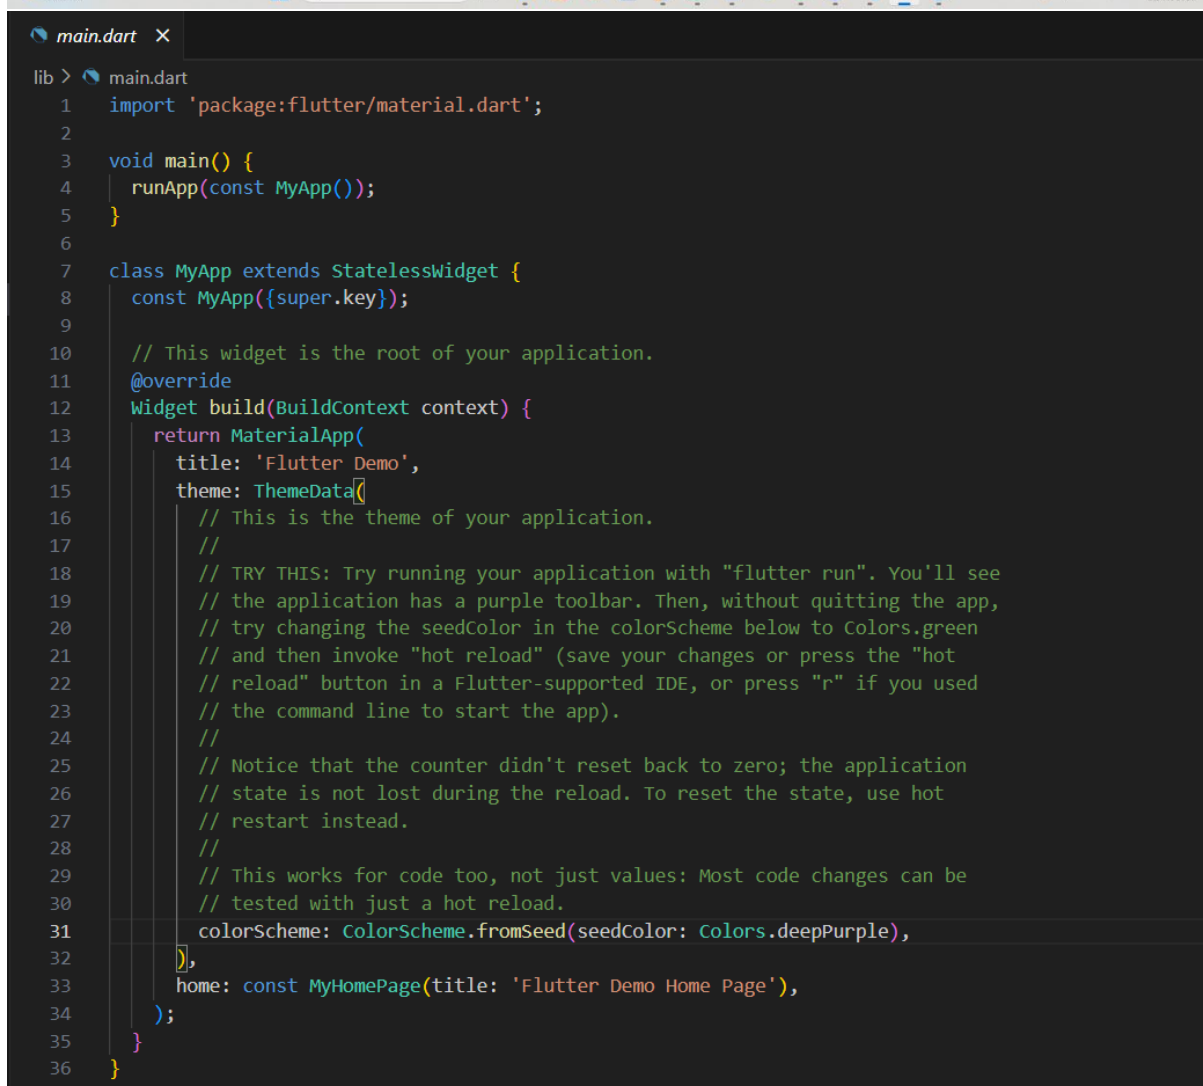 main.dart ×
lib > main.dart
1 import 'package:flutter/material.dart';
2
3 void main() {
4   runApp(const MyApp());
5 }
6
7 class MyApp extends StatelessWidget {
8   const MyApp({super.key});
9
10   // This widget is the root of your application.
11   @override
12   Widget build(BuildContext context) {
13     return MaterialApp(
14       title: 'Flutter Demo',
15       theme: ThemeData(
16         // This is the theme of your application.
17         //
18         // TRY THIS: Try running your application with "flutter run". You'll see
19         // the application has a purple toolbar. Then, without quitting the app,
20         // try changing the seedColor in the colorScheme below to Colors.green
21         // and then invoke "hot reload" (save your changes or press the "hot
22         // reload" button in a Flutter-supported IDE, or press "r" if you used
23         // the command line to start the app).
24         //
25         // Notice that the counter didn't reset back to zero; the application
26         // state is not lost during the reload. To reset the state, use hot
27         // restart instead.
28         //
29         // This works for code too, not just values: Most code changes can be
30         // tested with just a hot reload.
31         colorScheme: ColorScheme.fromSeed(seedColor: Colors.deepPurple),
32       ),
33       home: const MyHomePage(title: 'Flutter Demo Home Page'),
34     );
35   }
36 }